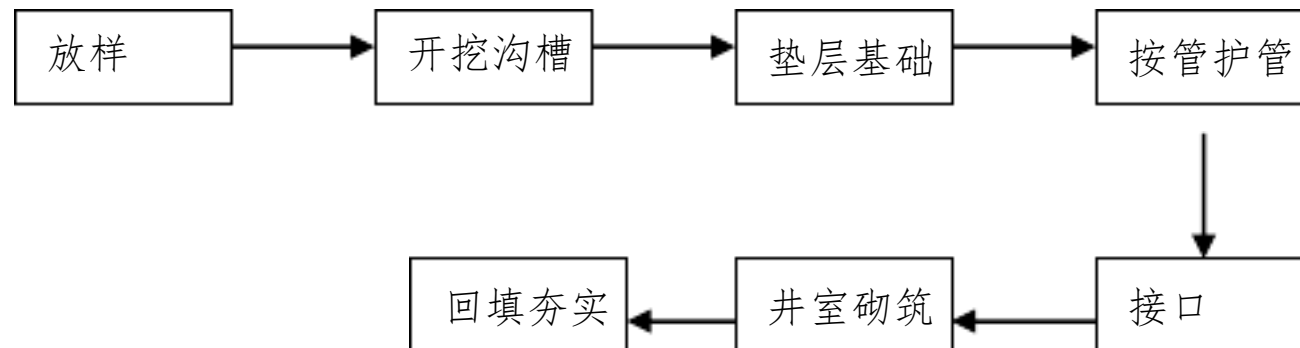 放样
开挖沟槽
垫层基础
按管护管
接口
井室砌筑
回填夯实